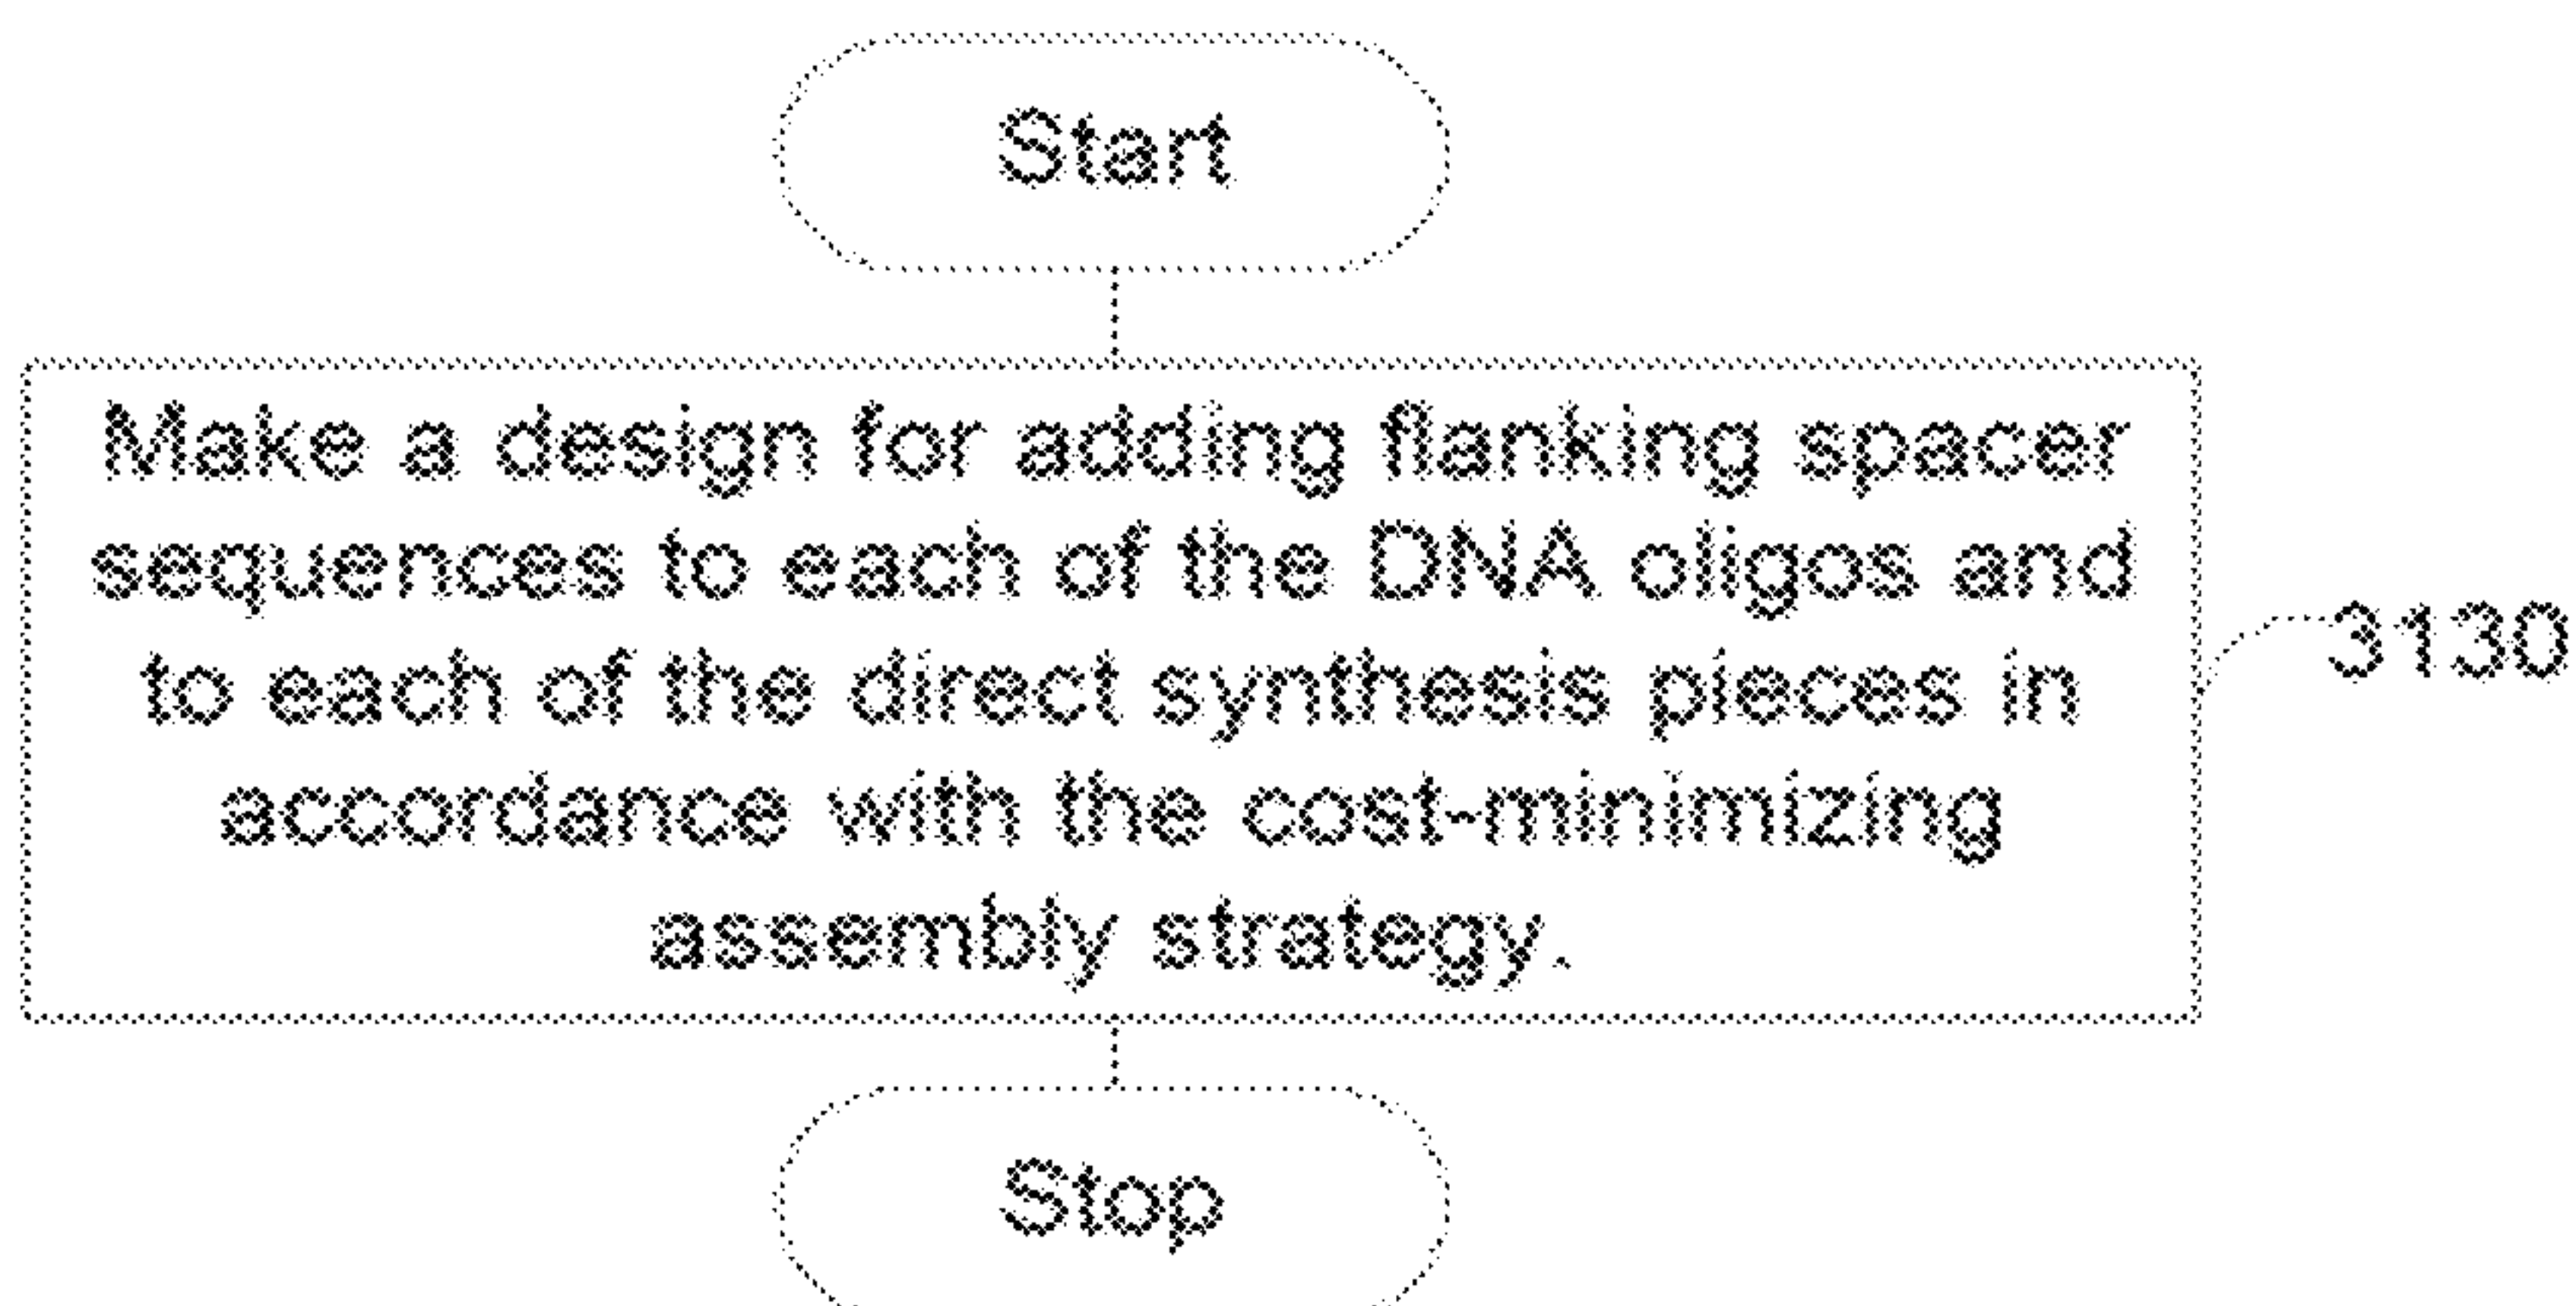 Start
Make a design for adding flanking spacer
sequences to each of the DNA oligos and
to each of the direct synthesis pieces in
accordance with the cost-minimizing
assembly strategy.
3130
Stop